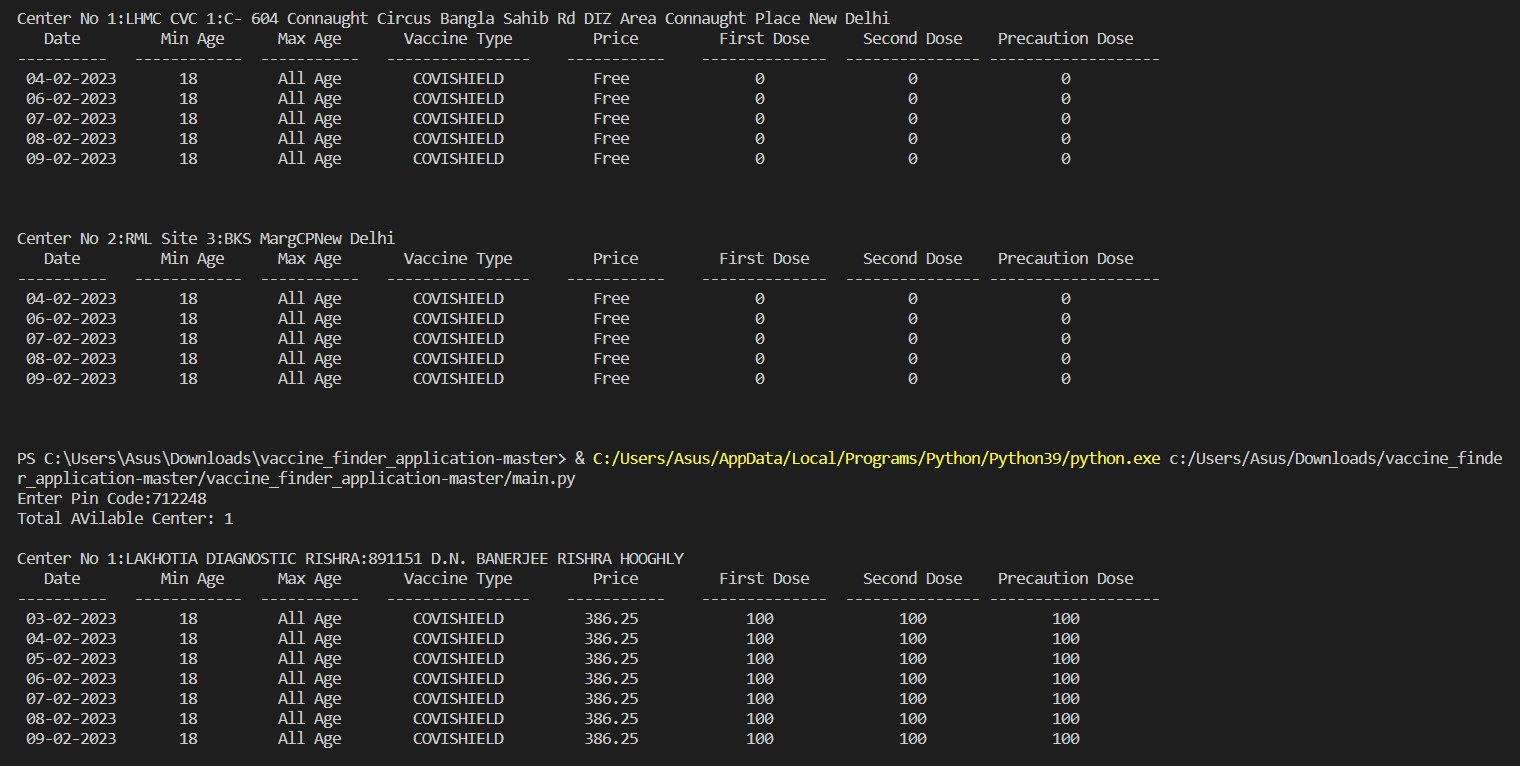 Center No 1:LHMC CVC 1:C- 604 Connaught Circus Bangla Sahib Rd DIZ Area Connaught Place New Delhi
Date Min Age Max Age Vaccine Type Price First Dose Second Dose Precaution Dose
---------- ------------ ----------- ---------------- ----------- -------------- --------------- -------------------
04-02-2023 18 All Age COVISHIELD Free 0 0 0
06-02-2023 18 All Age COVISHIELD Free 0 0 0
07-02-2023 18 All Age COVISHIELD Free 0 0 0
08-02-2023 18 All Age COVISHIELD Free 0 0 0
09-02-2023 18 All Age COVISHIELD Free 0 0 0
Center No 2:RML Site 3:BKS MargCPNew Delhi
Date Min Age Max Age Vaccine Type Price First Dose Second Dose Precaution Dose
---------- ------------ ----------- ---------------- ----------- -------------- --------------- -------------------
04-02-2023 18 All Age COVISHIELD Free 0 0 0
06-02-2023 18 All Age COVISHIELD Free 0 0 0
07-02-2023 18 All Age COVISHIELD Free 0 0 0
08-02-2023 18 All Age COVISHIELD Free 0 0 0
09-02-2023 18 All Age COVISHIELD Free 0 0 0
PS C:\Users\Asus\Downloads\vaccine_finder_application-master> & C:/Users/Asus/AppData/Local/Programs/Python/Python39/python.exe c:/Users/Asus/Downloads/vaccine_finde
r_application-master/vaccine_finder_application-master/main.py
Enter Pin Code:712248
Total AVilable Center: 1
Center No 1:LAKHOTIA DIAGNOSTIC RISHRA:891151 D.N. BANERJEE RISHRA HOOGHLY
Date Min Age Max Age Vaccine Type Price First Dose Second Dose Precaution Dose
---------- ------------ ----------- ---------------- ----------- -------------- --------------- -------------------
03-02-2023 18 All Age COVISHIELD 386.25 100 100 100
04-02-2023 18 All Age COVISHIELD 386.25 100 100 100
05-02-2023 18 All Age COVISHIELD 386.25 100 100 100
06-02-2023 18 All Age COVISHIELD 386.25 100 100 100
07-02-2023 18 All Age COVISHIELD 386.25 100 100 100
08-02-2023 18 All Age COVISHIELD 386.25 100 100 100
09-02-2023 18 All Age COVISHIELD 386.25 100 100 100